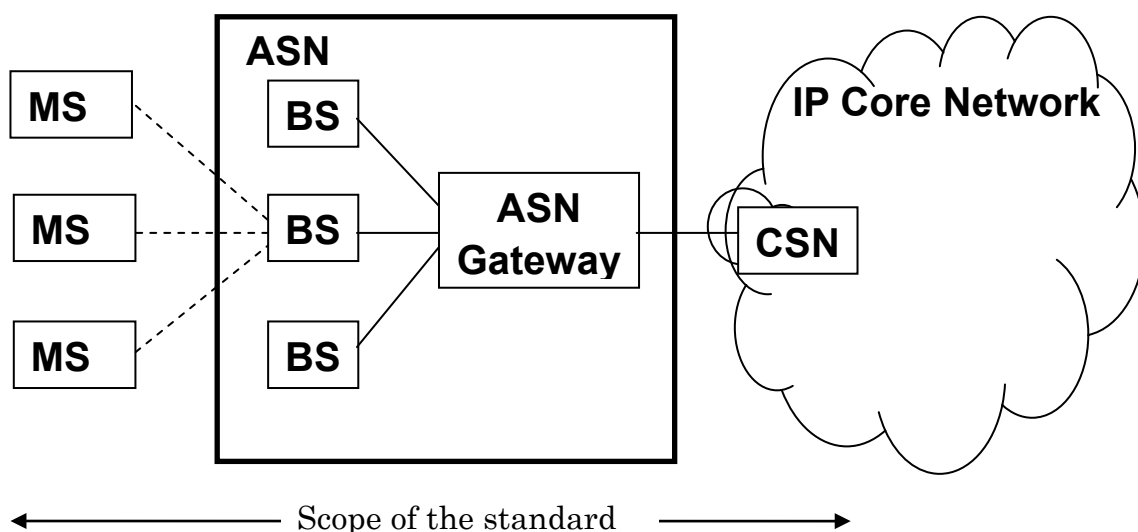 ASN
MS
BS
IP Core Network
MS
BS
ASN
Gateway
CSN
MS
BS
Scope of the standard